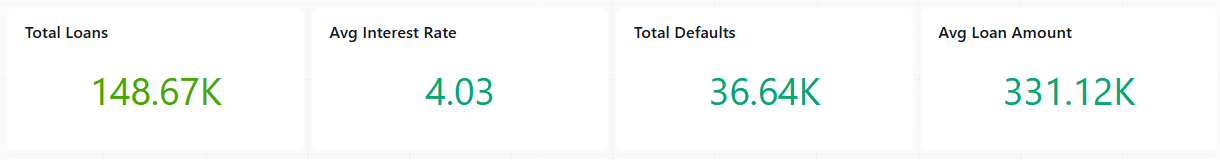 Total Loans
148.67K
Avg Interest Rate
4.03
Total Defaults
36.64K
Avg Loan Amount
331.12K